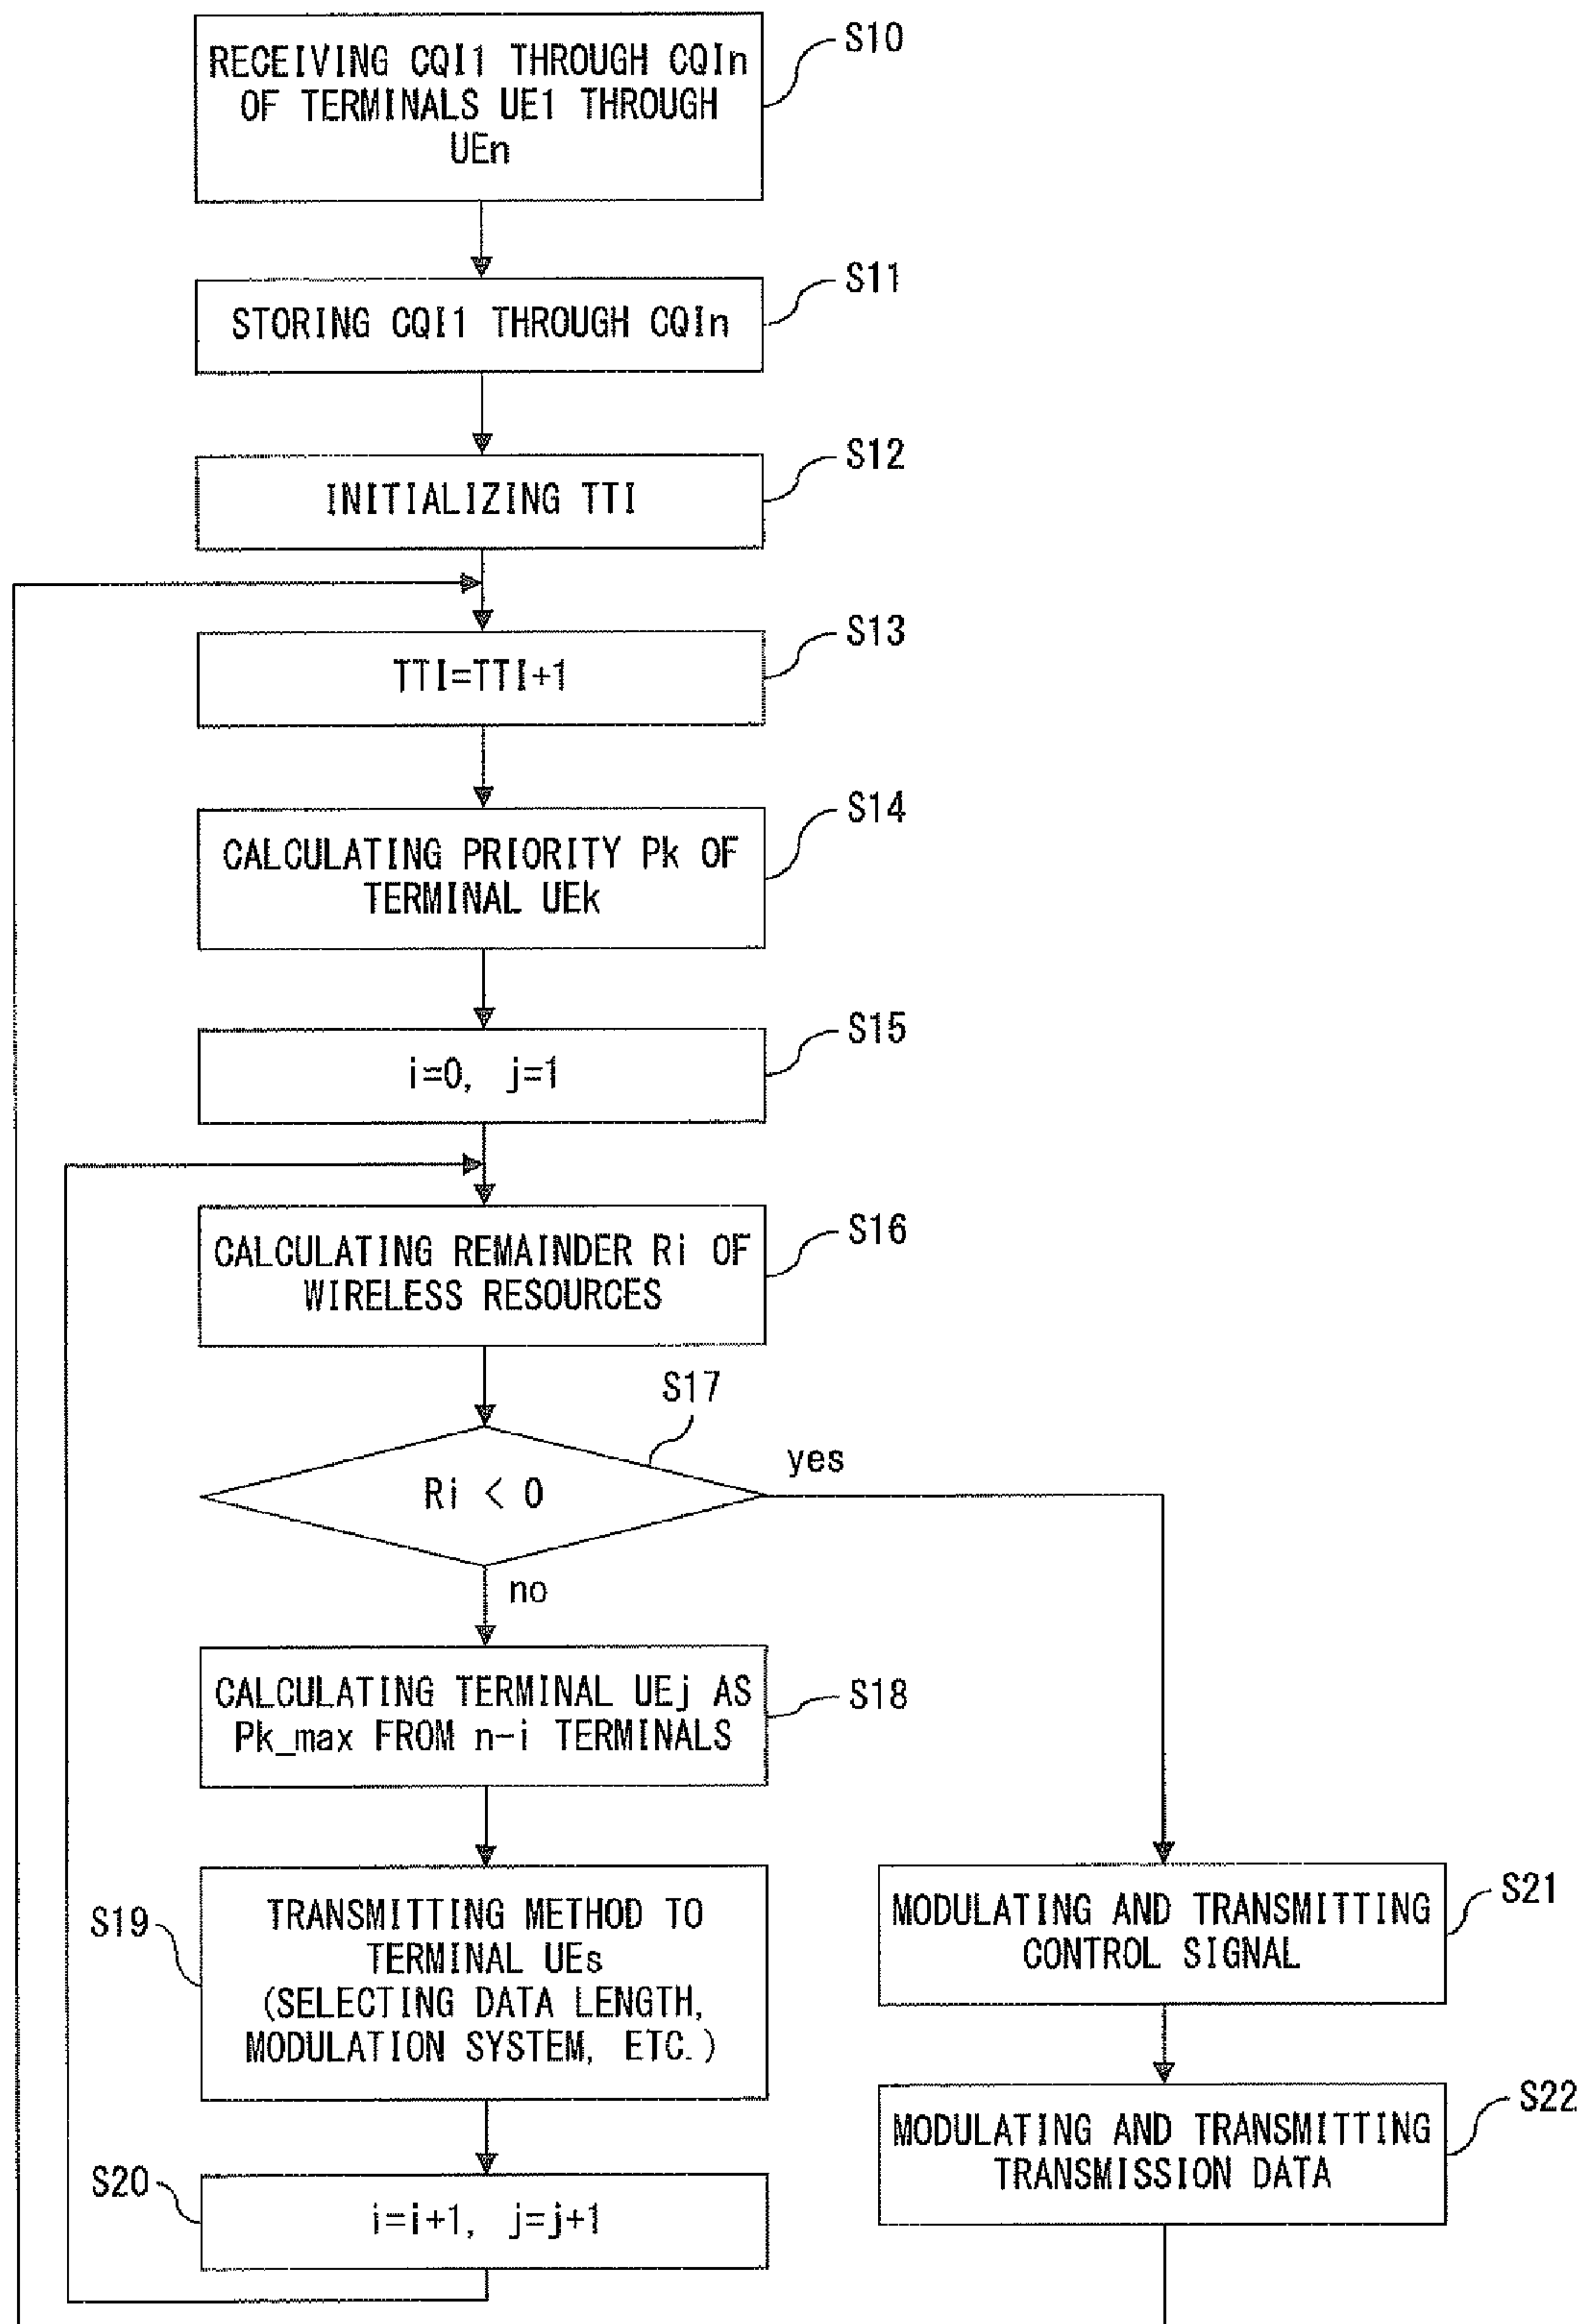 RECEIVING CQI1 THROUGH CQIn
OF TERMINALS UE1 THROUGH
UEn
S10
STORING CQI1 THROUGH CQIn
S11
INITIALIZING TTI
S12
TTI=TTI+1
S13
CALCULATING PRIORITY Pk OF
TERMINAL UEk
S14
i=0, j=1
S15
CALCULATING REMAINDER Ri OF
WIRELESS RESOURCES
S16
S17
Ri < 0
yes
no
CALCULATING TERMINAL UEj AS
Pk_max FROM n-i TERMINALS
S18
S19
TRANSMITTING METHOD TO
TERMINAL UEs
(SELECTING DATA LENGTH,
MODULATION SYSTEM, ETC.)
MODULATING AND TRANSMITTING
CONTROL SIGNAL
S21
S20
i=i+1, j=j+1
MODULATING AND TRANSMITTING
TRANSMISSION DATA
S22